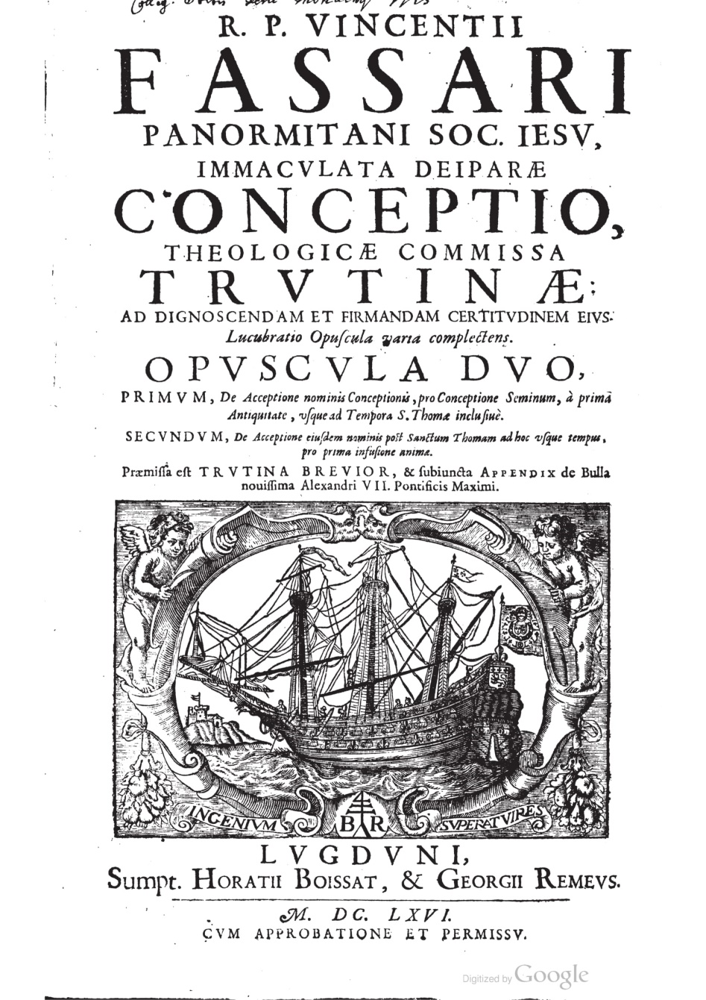 R. P. VINCENTII
FASSARI
PANORMITANI SOC. IESV,
IMMACVLATA DEIPARÆ
CONCEPTIO,
THEOLOGICÆ COMMISSA
TRVTINÆ:
AD DIGNOSCENDAM ET FIRMANDAM CERTITVDINEM EIVS.
Lucubratio Opuſcula varia complectens.
OPVSCVLA DVO,
PRIMVM, De Acceptione nominis Conceptionis, pro Conceptione Seminum, à primâ
Antiquitate, vſque ad Tempora S. Thomæ incluſiuè.
SECVNDVM, De Acceptione eiuſdem nominis post Sanctum Thomam ad hoc vſque tempus,
pro prima infuſione animæ.
Præmiſſa est TRVTINA BREVIOR, & ſubiuncta APPENDIX de Bulla
nouiſſima Alexandri VII. Pontificis Maximi.
INGENIVM
B R
SVPERAT VIRES
LVGDVNI,
Sumpt. HORATII BOISSAT, & GEORGII REMEVS.
M. DC. LXVI.
CVM APPROBATIONE ET PERMISSV.
Digitized by Google